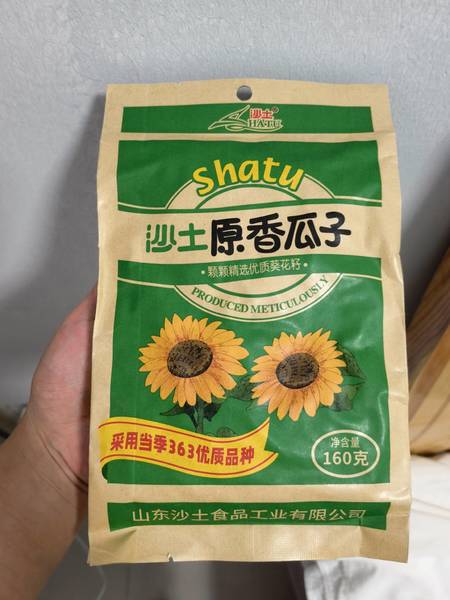 沙土®
SHATU
Shatu
沙土原香瓜子
· 颗颗精选优质葵花籽 ·
PRODUCED METICULOUSLY
采用当季363优质品种
净含量
160克
山东沙土食品工业有限公司